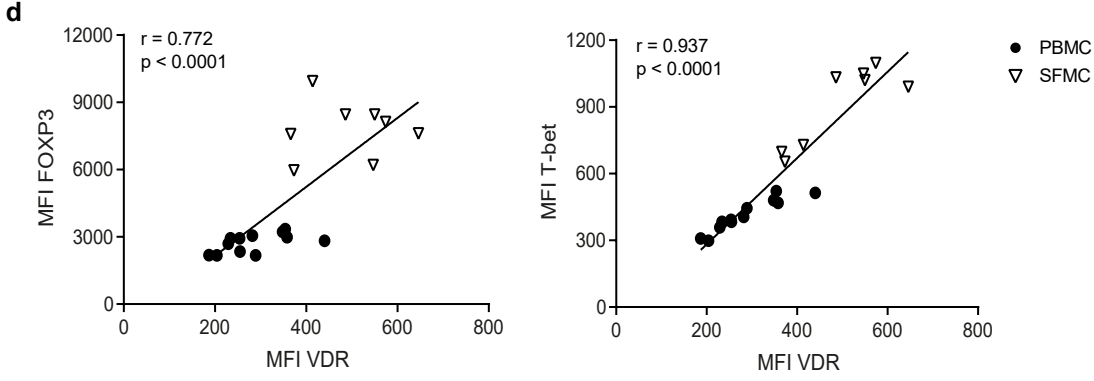 d
r = 0.772
p < 0.0001
MFI FOXP3
12000
9000
6000
3000
0
0 200 400 600 800
MFI VDR
r = 0.937
p < 0.0001
MFI T-bet
1200
900
600
300
0
0 200 400 600 800
MFI VDR
PBMC
SFMC